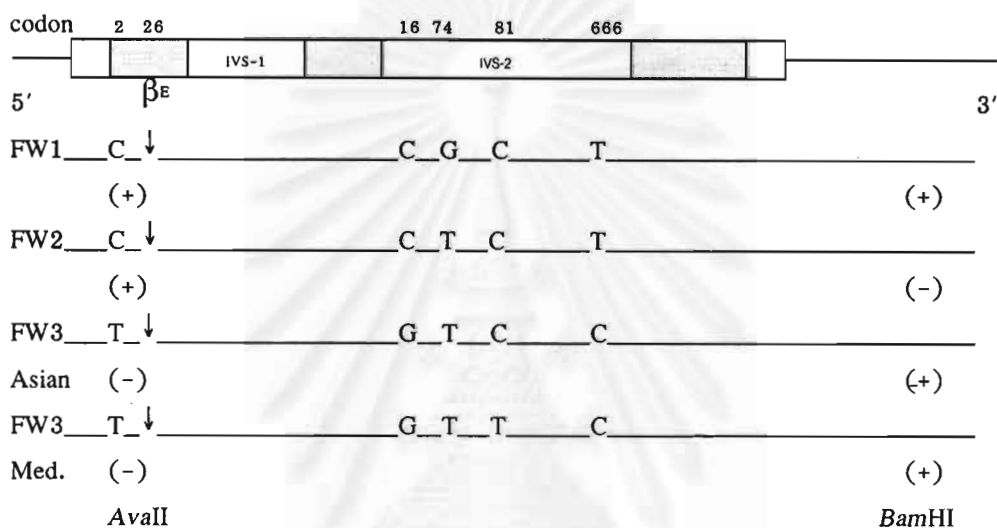 codon 2 26 16 74 81 666
IVS-1 IVS-2
βE
5′ 3′
FW1 C ↓ C G C T
(+) (+)
FW2 C ↓ C T C T
(+) (-)
FW3 T ↓ G T C C
Asian (-) (+)
FW3 T ↓ G T T C
Med. (-) (+)
AvaII BamHI